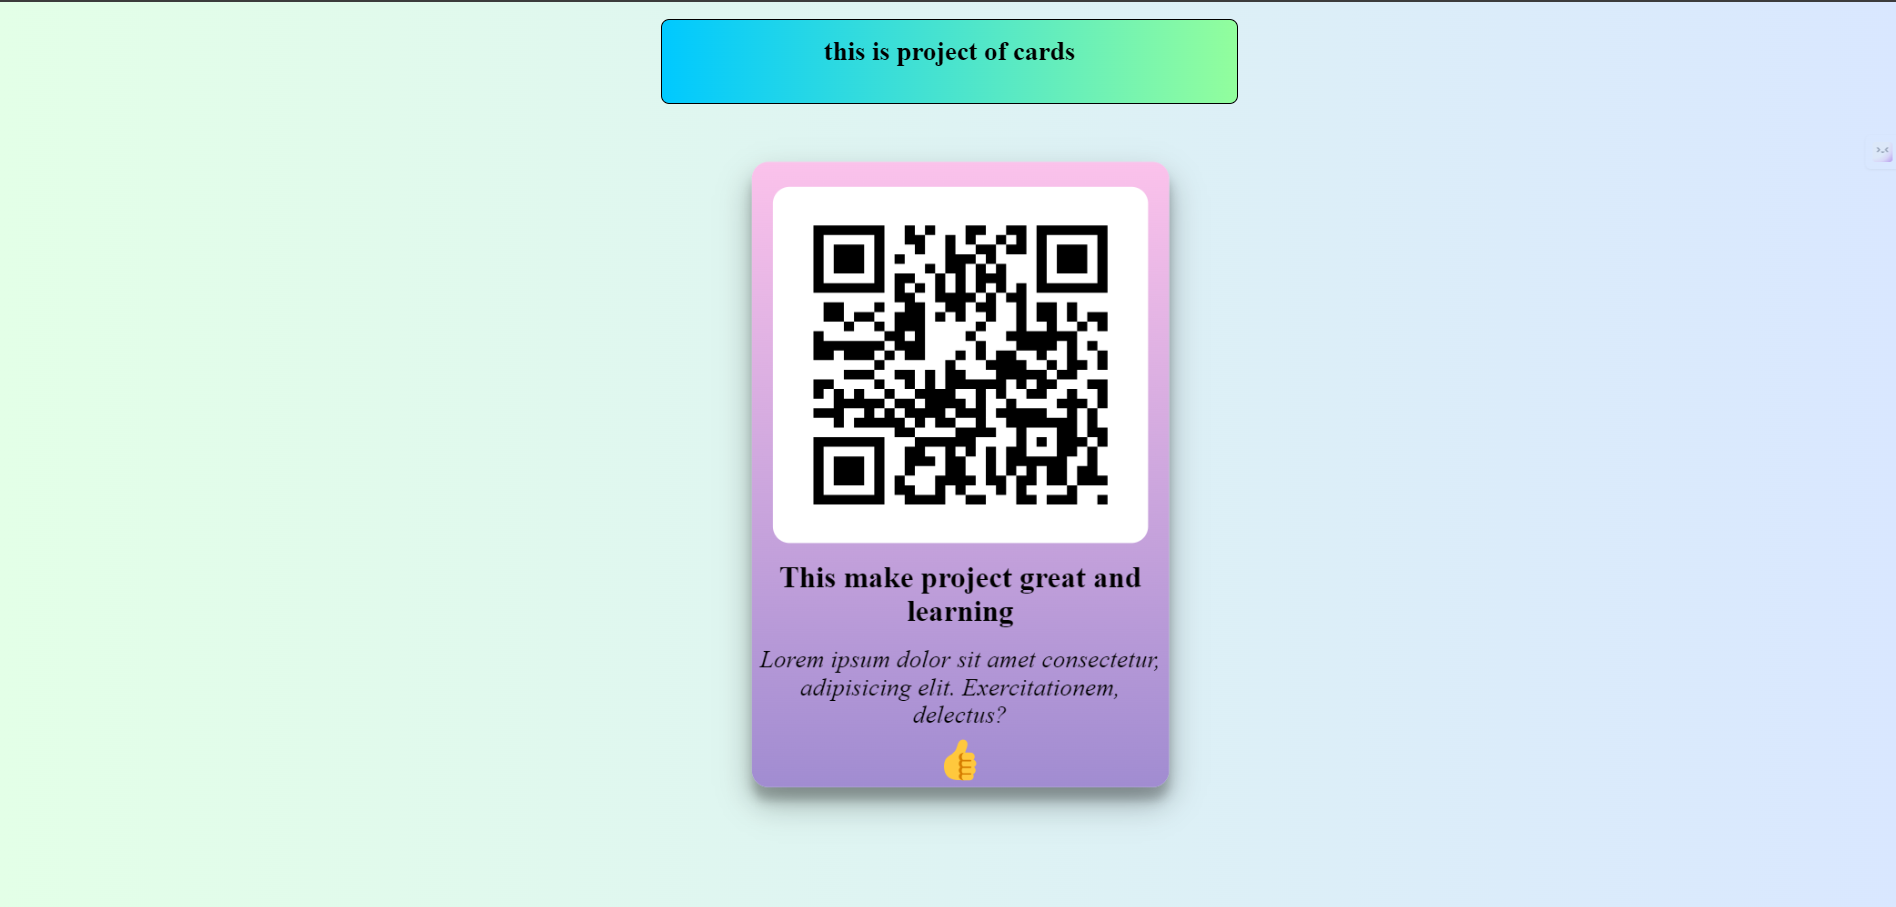 this is project of cards
This make project great and
learning
Lorem ipsum dolor sit amet consectetur,
adipisicing elit. Exercitationem,
delectus?